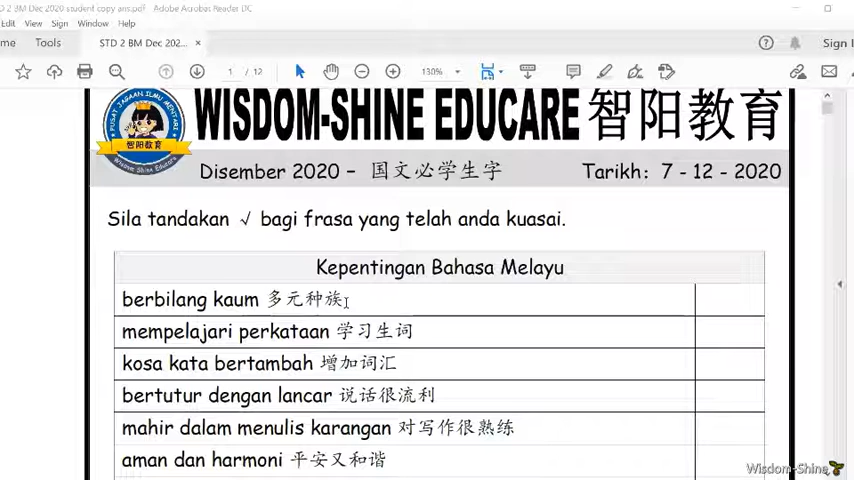 STD 2 BM Dec 2020 student copy ans.pdf - Adobe Acrobat Reader DC
Edit View Sign Window Help
me Tools STD 2 BM Dec 202... × Sign I
1 / 12 130%
PUSAT JAGAAN ILMU MENTARI
智阳教育
Wisdom Shine Educare
WISDOM-SHINE EDUCARE 智阳教育
Disember 2020 – 国文必学生字 Tarikh: 7 - 12 - 2020
Sila tandakan √ bagi frasa yang telah anda kuasai.
Kepentingan Bahasa Melayu
berbilang kaum 多元种族
mempelajari perkataan 学习生词
kosa kata bertambah 增加词汇
bertutur dengan lancar 说话很流利
mahir dalam menulis karangan 对写作很熟练
aman dan harmoni 平安又和谐
Wisdom-Shine